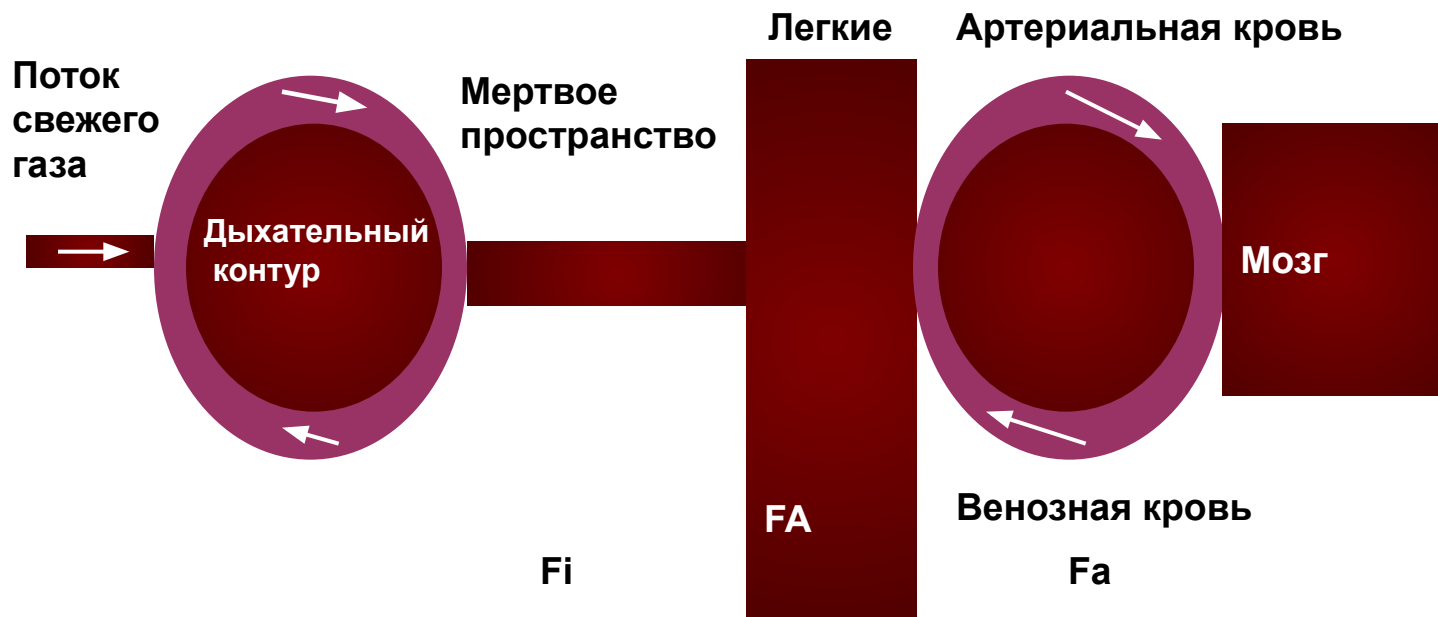 Поток
свежего
газа
Дыхательный
контур
Мертвое
пространство
Легкие
FA
Fi
Артериальная кровь
Мозг
Венозная кровь
Fa